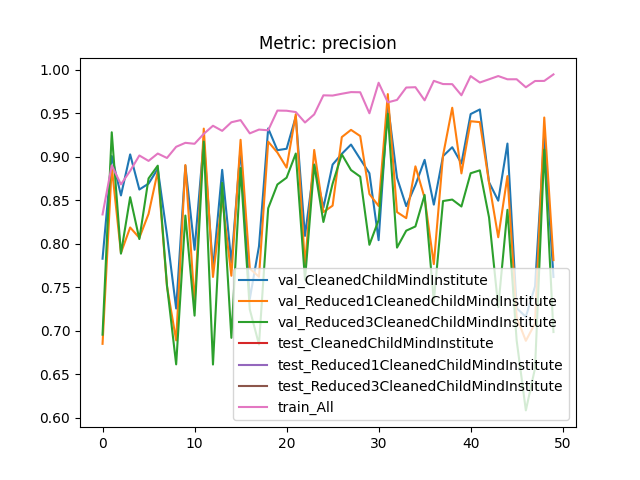 Metric: precision
1.00
0.95
0.90
0.85
0.80
0.75
0.70
0.65
0.60
val_CleanedChildMindInstitute
val_Reduced1CleanedChildMindInstitute
val_Reduced3CleanedChildMindInstitute
test_CleanedChildMindInstitute
test_Reduced1CleanedChildMindInstitute
test_Reduced3CleanedChildMindInstitute
train_All
0 10 20 30 40 50